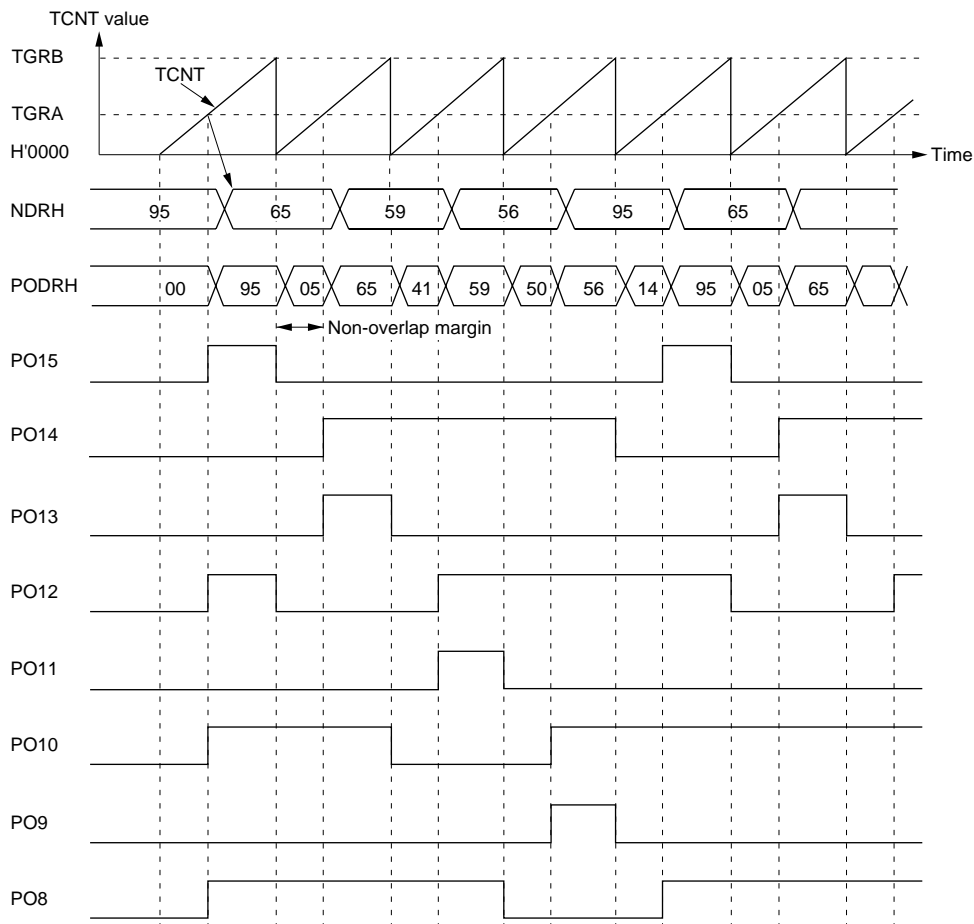 TCNT value
TGRB
TCNT
TGRA
H'0000
Time
NDRH 95 65 59 56 95 65
PODRH 00 95 05 65 41 59 50 56 14 95 05 65
Non-overlap margin
PO15
PO14
PO13
PO12
PO11
PO10
PO9
PO8